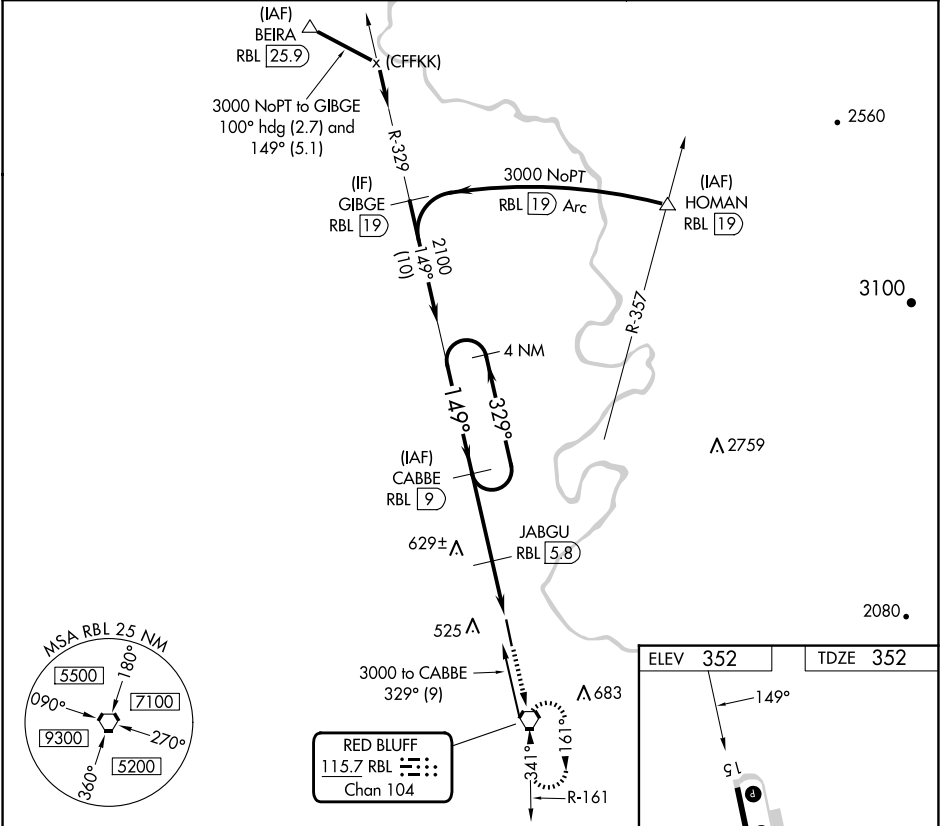 (IAF)
BEIRA
RBL 25.9
(CFFKK)
3000 NoPT to GIBGE
100° hdg (2.7) and
149° (5.1)
R-329
2560
(IF)
GIBGE
RBL 19
3000 NoPT
RBL 19 Arc
(IAF)
HOMAN
RBL 19
2100
149°
(10)
R-357
3100
4 NM
149°
329°
2759
(IAF)
CABBE
RBL 9
JABGU
RBL 5.8
629±
525
2080
3000 to CABBE
329° (9)
683
MSA RBL 25 NM
5500
180°
090°
7100
9300
270°
5200
360°
RED BLUFF
115.7 RBL
Chan 104
341°
161°
R-161
ELEV 352
TDZE 352
149°
15
P